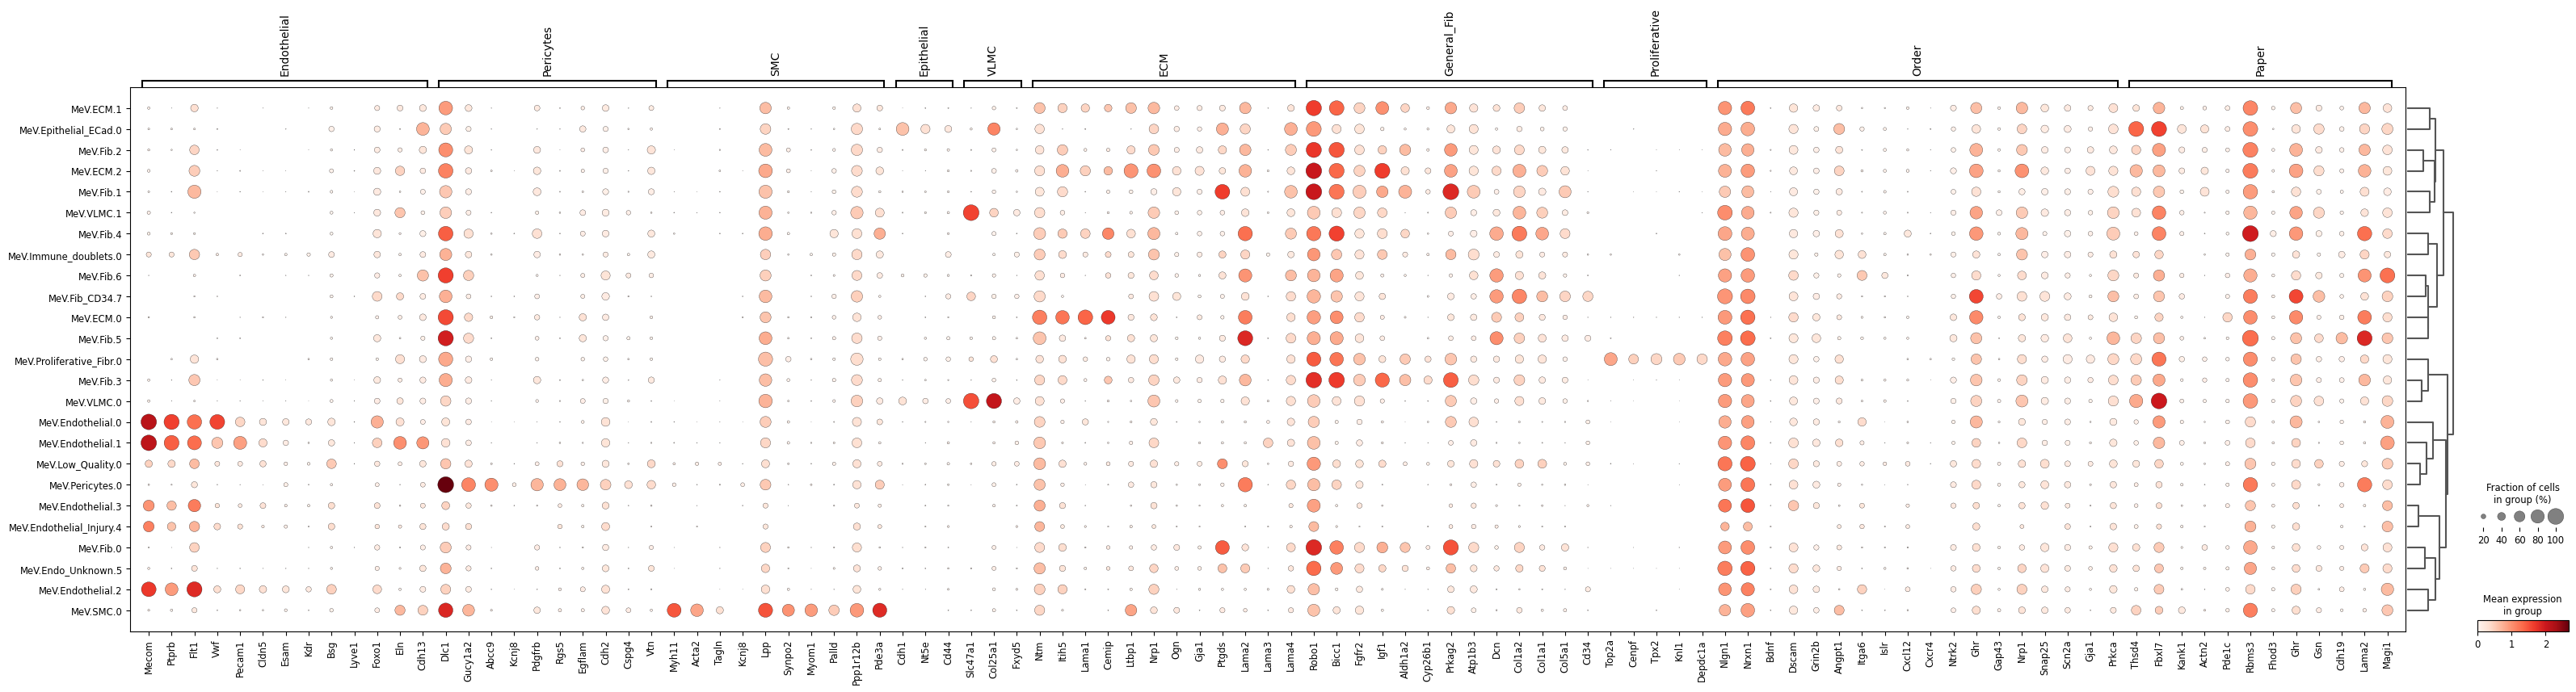 Endothelial
Pericytes
SMC
Epithelial
VLMC
ECM
General_Fib
Proliferative
Order
Paper
MeV.ECM.1
MeV.Epithelial_ECad.0
MeV.Fib.2
MeV.ECM.2
MeV.Fib.1
MeV.VLMC.1
MeV.Fib.4
MeV.Immune_doublets.0
MeV.Fib.6
MeV.Fib_CD34.7
MeV.ECM.0
MeV.Fib.5
MeV.Proliferative_Fibr.0
MeV.Fib.3
MeV.VLMC.0
MeV.Endothelial.0
MeV.Endothelial.1
MeV.Low_Quality.0
MeV.Pericytes.0
MeV.Endothelial.3
MeV.Endothelial_Injury.4
MeV.Fib.0
MeV.Endo_Unknown.5
MeV.Endothelial.2
MeV.SMC.0
Mecom
Ptprb
Flt1
Vwf
Pecam1
Cldn5
Esam
Kdr
Bsg
Lyve1
Foxo1
Eln
Cdh13
Dlc1
Gucy1a2
Abcc9
Kcnj8
Pdgfrb
Rgs5
Egflam
Cdh2
Cspg4
Vtn
Myh11
Acta2
Tagln
Kcnj8
Lpp
Synpo2
Myom1
Palld
Ppp1r12b
Pde3a
Cdh1
Nt5e
Cd44
Slc47a1
Col25a1
Fxyd5
Ntm
Itih5
Lama1
Cemip
Ltbp1
Nrp1
Ogn
Gja1
Ptgds
Lama2
Lama3
Lama4
Robo1
Bicc1
Fgfr2
Igf1
Aldh1a2
Cyp26b1
Prkag2
Atp1b3
Dcn
Col1a2
Col1a1
Col5a1
Cd34
Top2a
Cenpf
Tpx2
Knl1
Depdc1a
Nlgn1
Nrxn1
Bdnf
Dscam
Grin2b
Angpt1
Itga6
Islr
Cxcl12
Cxcr4
Ntrk2
Ghr
Gap43
Nrp1
Snap25
Scn2a
Gja1
Prkca
Thsd4
Fbxl7
Kank1
Actn2
Pde1c
Rbms3
Fhod3
Ghr
Gsn
Cdh19
Lama2
Magi1
Fraction of cells
in group (%)
20 40 60 80 100
Mean expression
in group
0 1 2